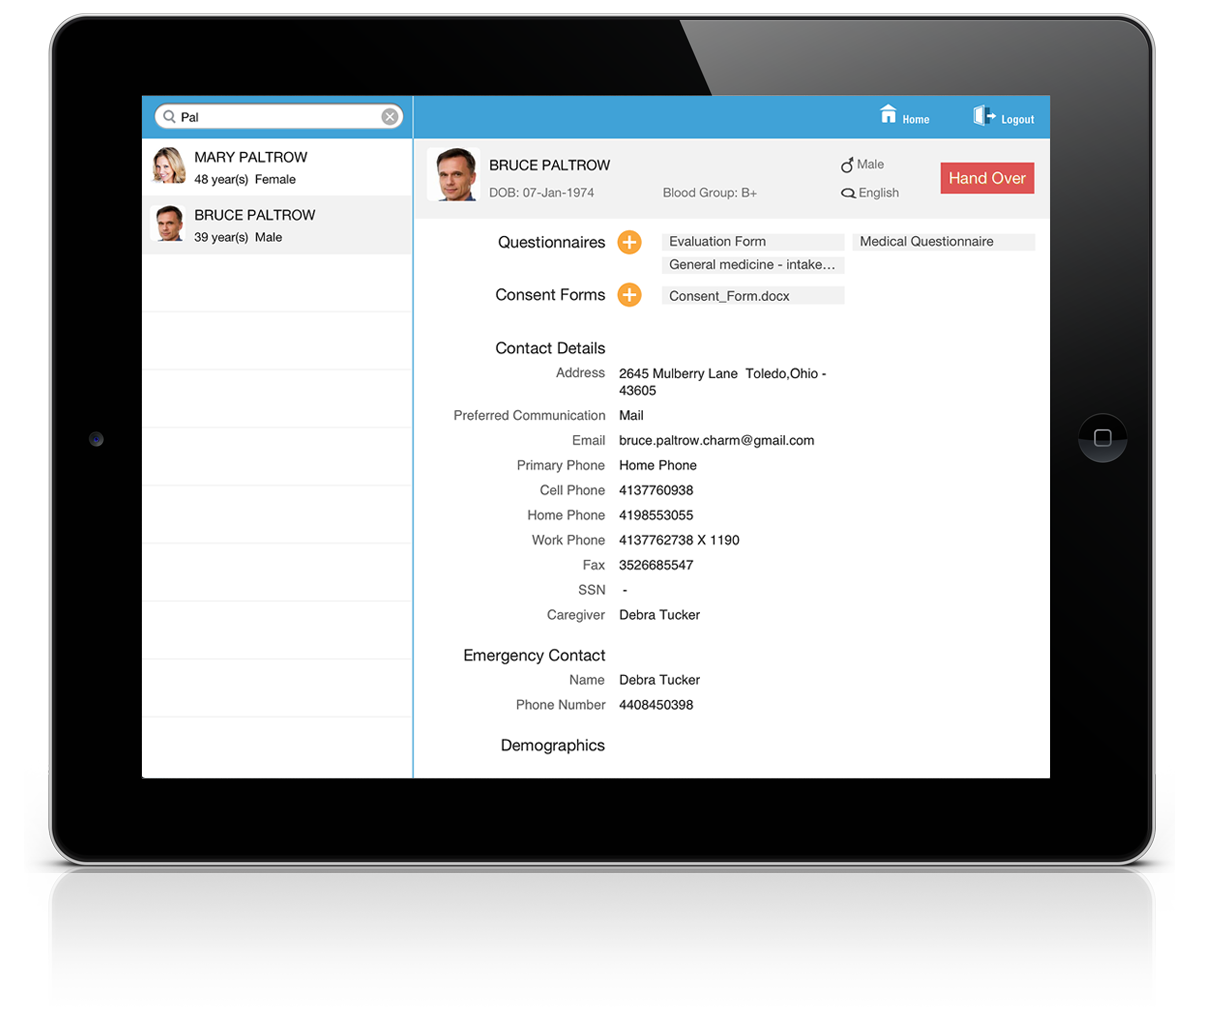 Pal
Home
Logout
MARY PALTROW
48 year(s) Female
BRUCE PALTROW
39 year(s) Male
BRUCE PALTROW
DOB: 07-Jan-1974
Blood Group: B+
Male
English
Hand Over
Questionnaires
Evaluation Form
Medical Questionnaire
General medicine - intake...
Consent Forms
Consent_Form.docx
Contact Details
Address 2645 Mulberry Lane Toledo,Ohio -
43605
Preferred Communication Mail
Email bruce.paltrow.charm@gmail.com
Primary Phone Home Phone
Cell Phone 4137760938
Home Phone 4198553055
Work Phone 4137762738 X 1190
Fax 3526685547
SSN -
Caregiver Debra Tucker
Emergency Contact
Name Debra Tucker
Phone Number 4408450398
Demographics